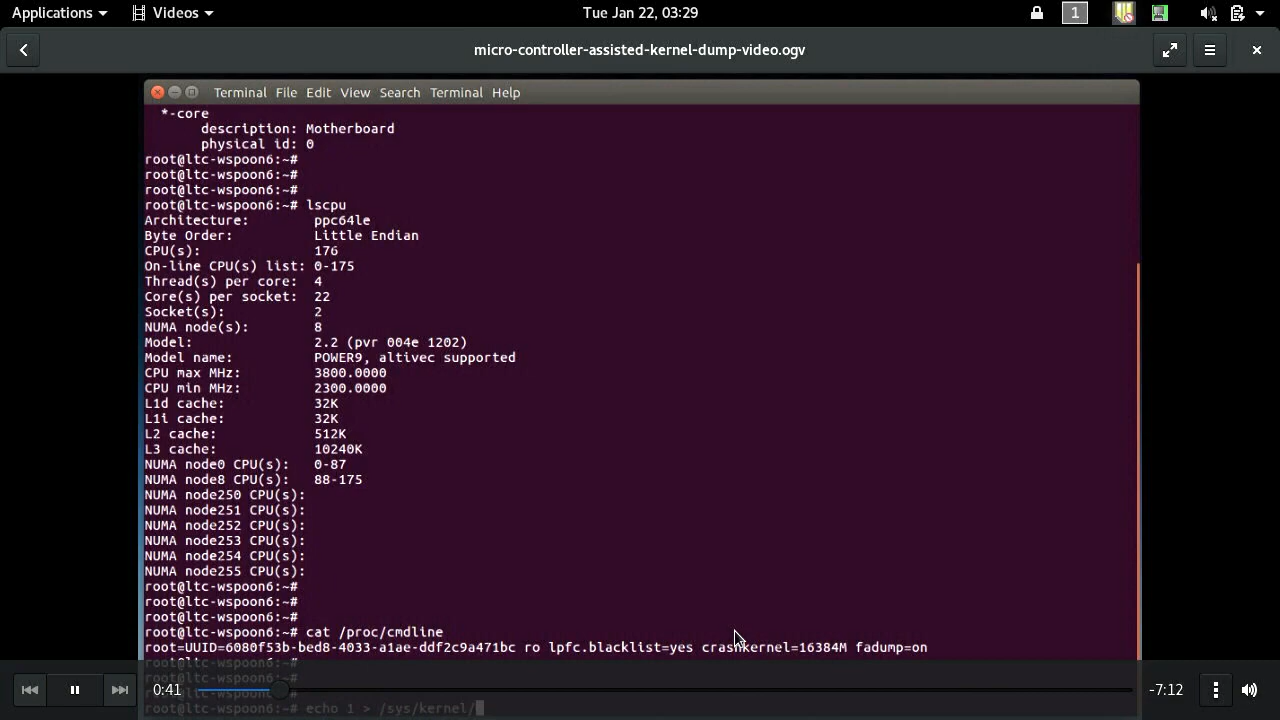 Applications Videos Tue Jan 22, 03:29 1
micro-controller-assisted-kernel-dump-video.ogv
Terminal File Edit View Search Terminal Help
*-core
description: Motherboard
physical id: 0
root@ltc-wspoon6:~#
root@ltc-wspoon6:~#
root@ltc-wspoon6:~#
root@ltc-wspoon6:~# lscpu
Architecture: ppc64le
Byte Order: Little Endian
CPU(s): 176
On-line CPU(s) list: 0-175
Thread(s) per core: 4
Core(s) per socket: 22
Socket(s): 2
NUMA node(s): 8
Model: 2.2 (pvr 004e 1202)
Model name: POWER9, altivec supported
CPU max MHz: 3800.0000
CPU min MHz: 2300.0000
L1d cache: 32K
L1i cache: 32K
L2 cache: 512K
L3 cache: 10240K
NUMA node0 CPU(s): 0-87
NUMA node8 CPU(s): 88-175
NUMA node250 CPU(s):
NUMA node251 CPU(s):
NUMA node252 CPU(s):
NUMA node253 CPU(s):
NUMA node254 CPU(s):
NUMA node255 CPU(s):
root@ltc-wspoon6:~#
root@ltc-wspoon6:~#
root@ltc-wspoon6:~#
root@ltc-wspoon6:~# cat /proc/cmdline
root=UUID=6080f53b-bed8-4033-a1ae-ddf2c9a471bc ro lpfc.blacklist=yes crashkernel=16384M fadump=on
root@ltc-wspoon6:~#
root@ltc-wspoon6:~#
0:41 -7:12
root@ltc-wspoon6:~# echo 1 > /sys/kernel/